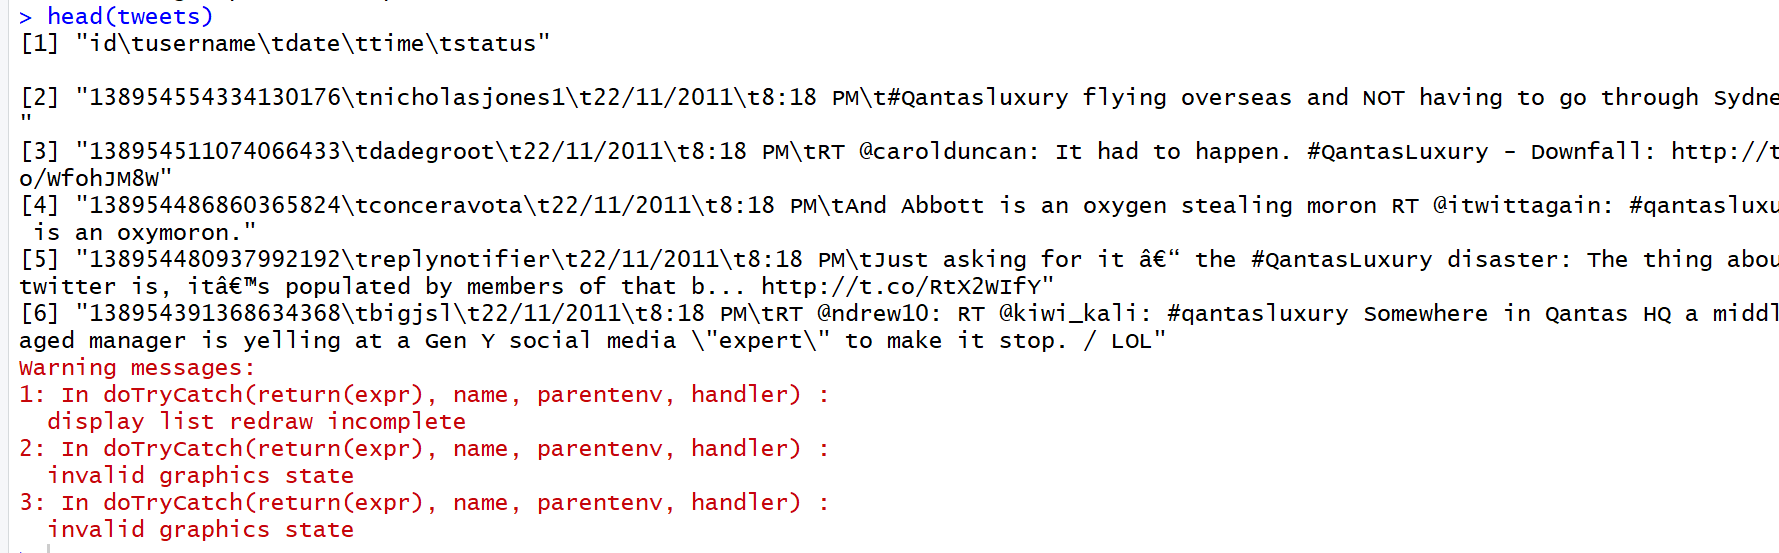 > head(tweets)
[1] "id\tusername\tdate\ttime\tstatus"
[2] "138954554334130176\tnicholasjones1\t22/11/2011\t8:18 PM\t#Qantasluxury flying overseas and NOT having to go through Sydne
"
[3] "138954511074066433\tdadegroot\t22/11/2011\t8:18 PM\tRT @carolduncan: It had to happen. #QantasLuxury - Downfall: http://t
o/WfohJM8W"
[4] "138954486860365824\tconceravota\t22/11/2011\t8:18 PM\tAnd Abbott is an oxygen stealing moron RT @itwittagain: #qantasluxu
is an oxymoron."
[5] "138954480937992192\treplynotifier\t22/11/2011\t8:18 PM\tJust asking for it â€“ the #QantasLuxury disaster: The thing abou
twitter is, itâ€™s populated by members of that b... http://t.co/RtX2WIfY"
[6] "138954391368634368\tbigjsl\t22/11/2011\t8:18 PM\tRT @ndrew10: RT @kiwi_kali: #qantasluxury Somewhere in Qantas HQ a middl
aged manager is yelling at a Gen Y social media \"expert\" to make it stop. / LOL"
Warning messages:
1: In doTryCatch(return(expr), name, parentenv, handler) :
display list redraw incomplete
2: In doTryCatch(return(expr), name, parentenv, handler) :
invalid graphics state
3: In doTryCatch(return(expr), name, parentenv, handler) :
invalid graphics state